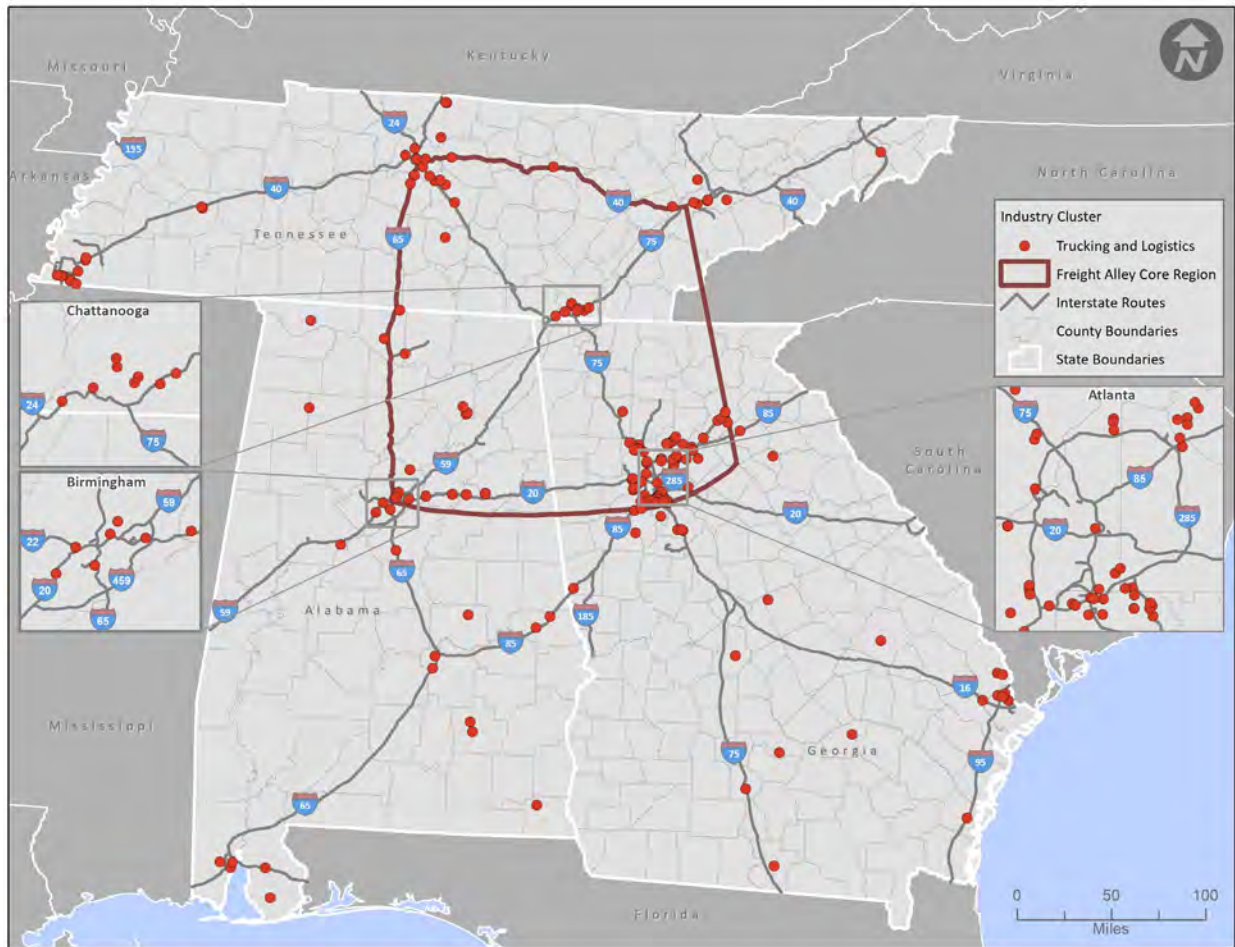 Kentucky
Missouri
Virginia
N
24
155
Arkansas
40
North Carolina
40
40
Tennessee
65
75
Industry Cluster
Trucking and Logistics
Freight Alley Core Region
Interstate Routes
County Boundaries
State Boundaries
Chattanooga
24
75
75
85
Atlanta
75
85
285
20
59
South
Carolina
285
20
20
85
Birmingham
59
22
20
459
65
65
Alabama
59
185
85
16
Mississippi
75
Georgia
95
65
0 50 100
Miles
Florida